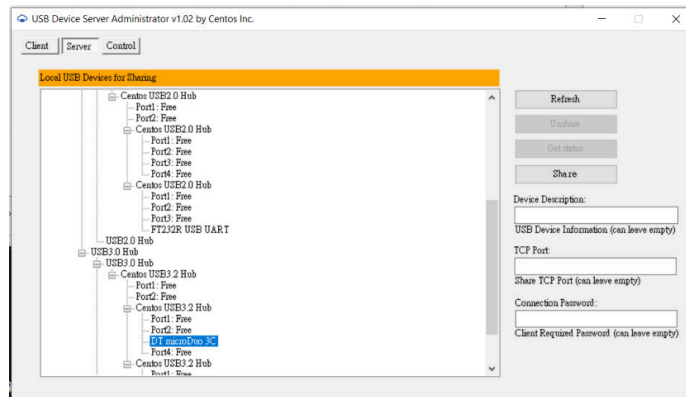 USB Device Server Administrator v1.02 by Centos Inc.
Client Server Control
Local USB Devices for Sharing
Centos USB2.0 Hub
Port1: Free
Port2: Free
Centos USB2.0 Hub
Port1: Free
Port2: Free
Port3: Free
Port4: Free
Centos USB2.0 Hub
Port1: Free
Port2: Free
Port3: Free
FT232R USB UART
USB2.0 Hub
USB3.0 Hub
USB3.0 Hub
Centos USB3.2 Hub
Port1: Free
Port2: Free
Centos USB3.2 Hub
Port1: Free
Port2: Free
DT microDuo 3C
Port4: Free
Centos USB3.2 Hub
Port1: Free
Refresh
Unshare
Get status
Share
Device Description:
USB Device Information (can leave empty)
TCP Port:
Share TCP Port (can leave empty)
Connection Password:
Client Required Password (can leave empty)